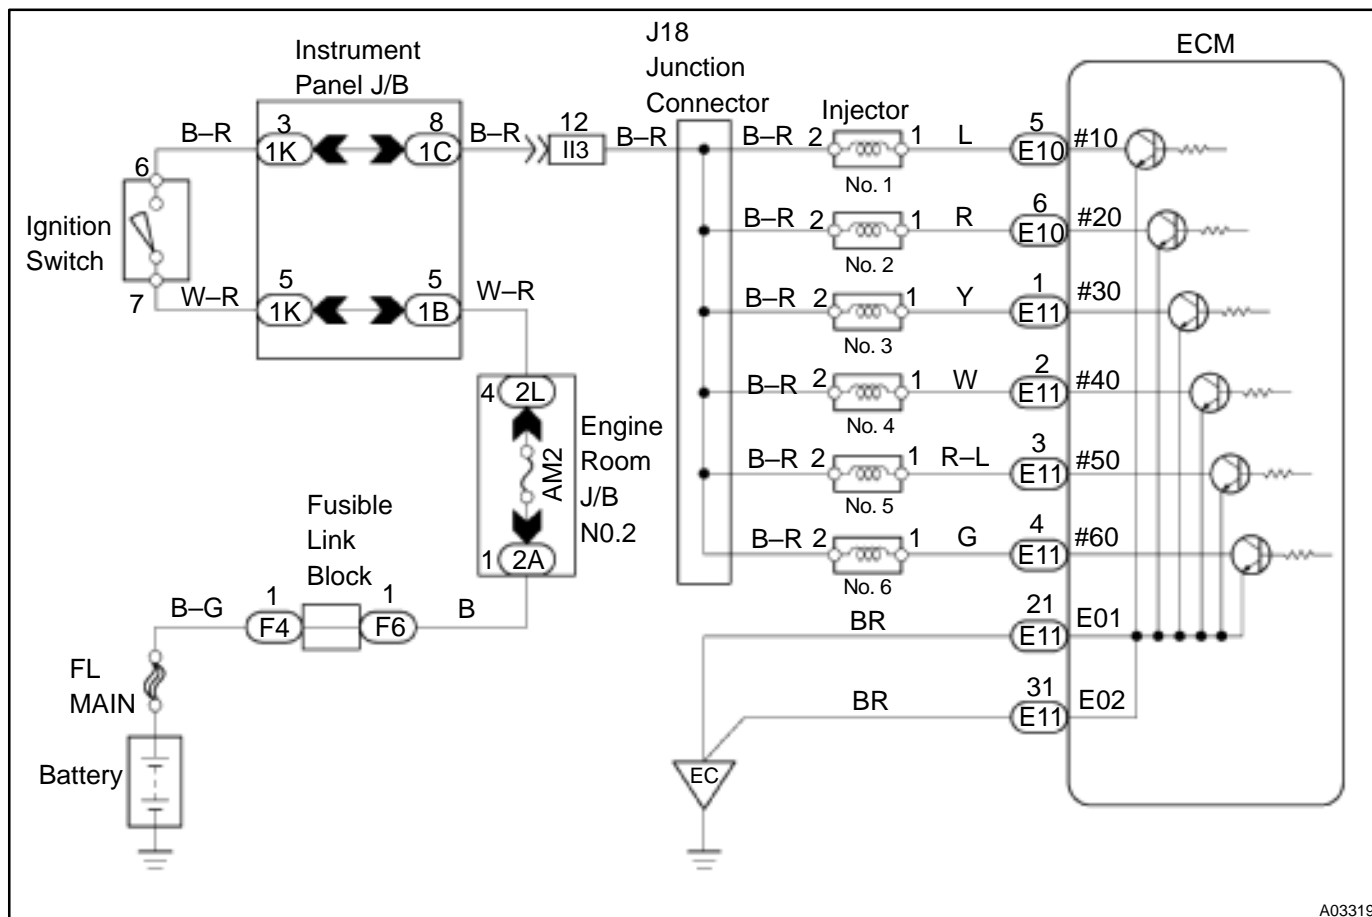 Instrument
Panel J/B
J18
Junction
Connector
Injector
ECM
B–R 3 8 B–R 12 B–R B–R 2 1 L 5 #10
6 1K 1C II3 E10
No. 1
Ignition
Switch
B–R 2 1 R 6 #20
E10
No. 2
7 W–R 5 5 W–R
1K 1B
B–R 2 1 Y 1 #30
E11
No. 3
4 2L
B–R 2 1 W 2 #40
E11
No. 4
Engine
Room
J/B
N0.2
AM2
1 2A
B–R 2 1 R–L 3 #50
E11
No. 5
Fusible
Link
Block
B–R 2 1 G 4 #60
E11
No. 6
B–G 1 1 B
F4 F6
BR 21 E01
E11
FL
MAIN
BR 31 E02
E11
Battery
EC
A03319